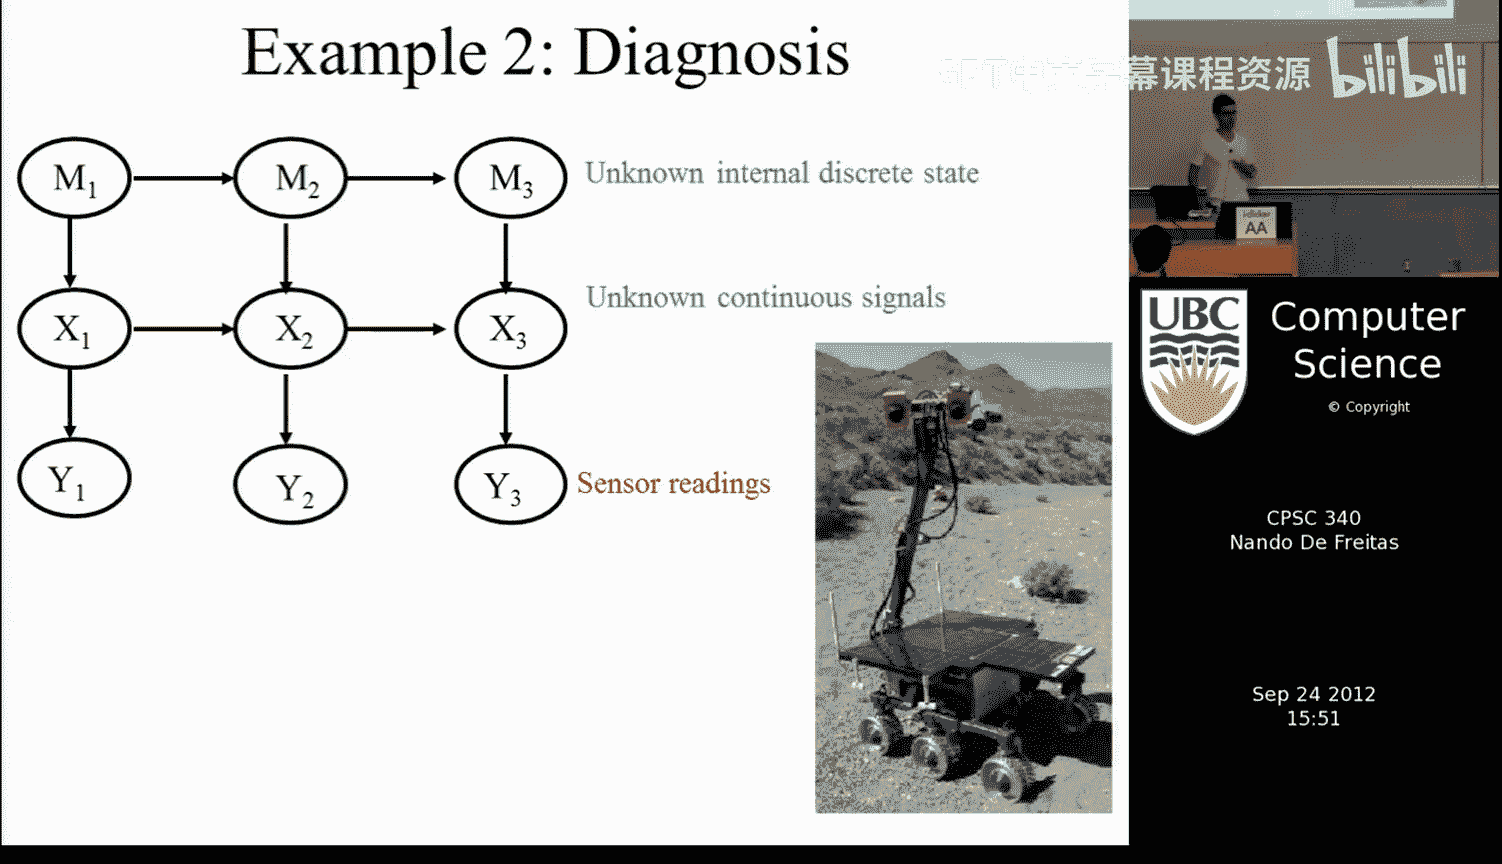 Example 2: Diagnosis
幕课程资源 bilibili
M1 M2 M3 Unknown internal discrete state
X1 X2 X3 Unknown continuous signals
Y1 Y2 Y3 Sensor readings
AA
UBC
Computer
Science
© Copyright
CPSC 340
Nando De Freitas
Sep 24 2012
15:51